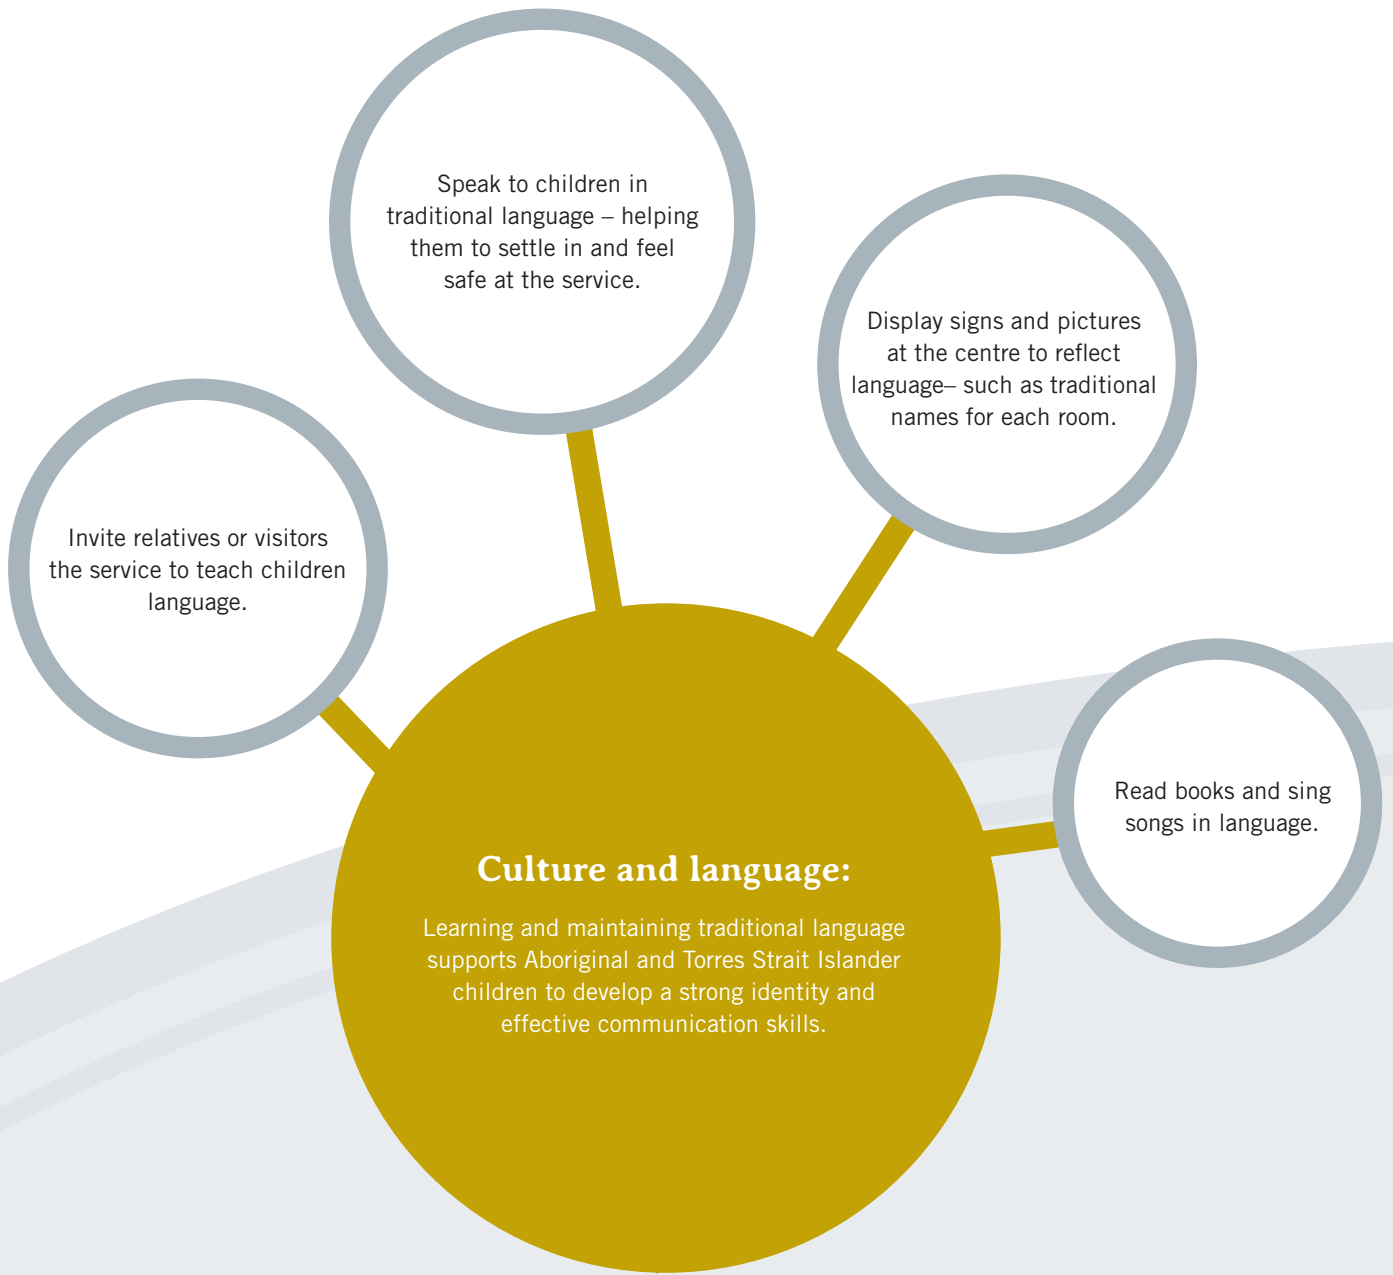 Speak to children in
traditional language – helping
them to settle in and feel
safe at the service.
Display signs and pictures
at the centre to reflect
language– such as traditional
names for each room.
Invite relatives or visitors
the service to teach children
language.
Read books and sing
songs in language.
Culture and language:
Learning and maintaining traditional language
supports Aboriginal and Torres Strait Islander
children to develop a strong identity and
effective communication skills.